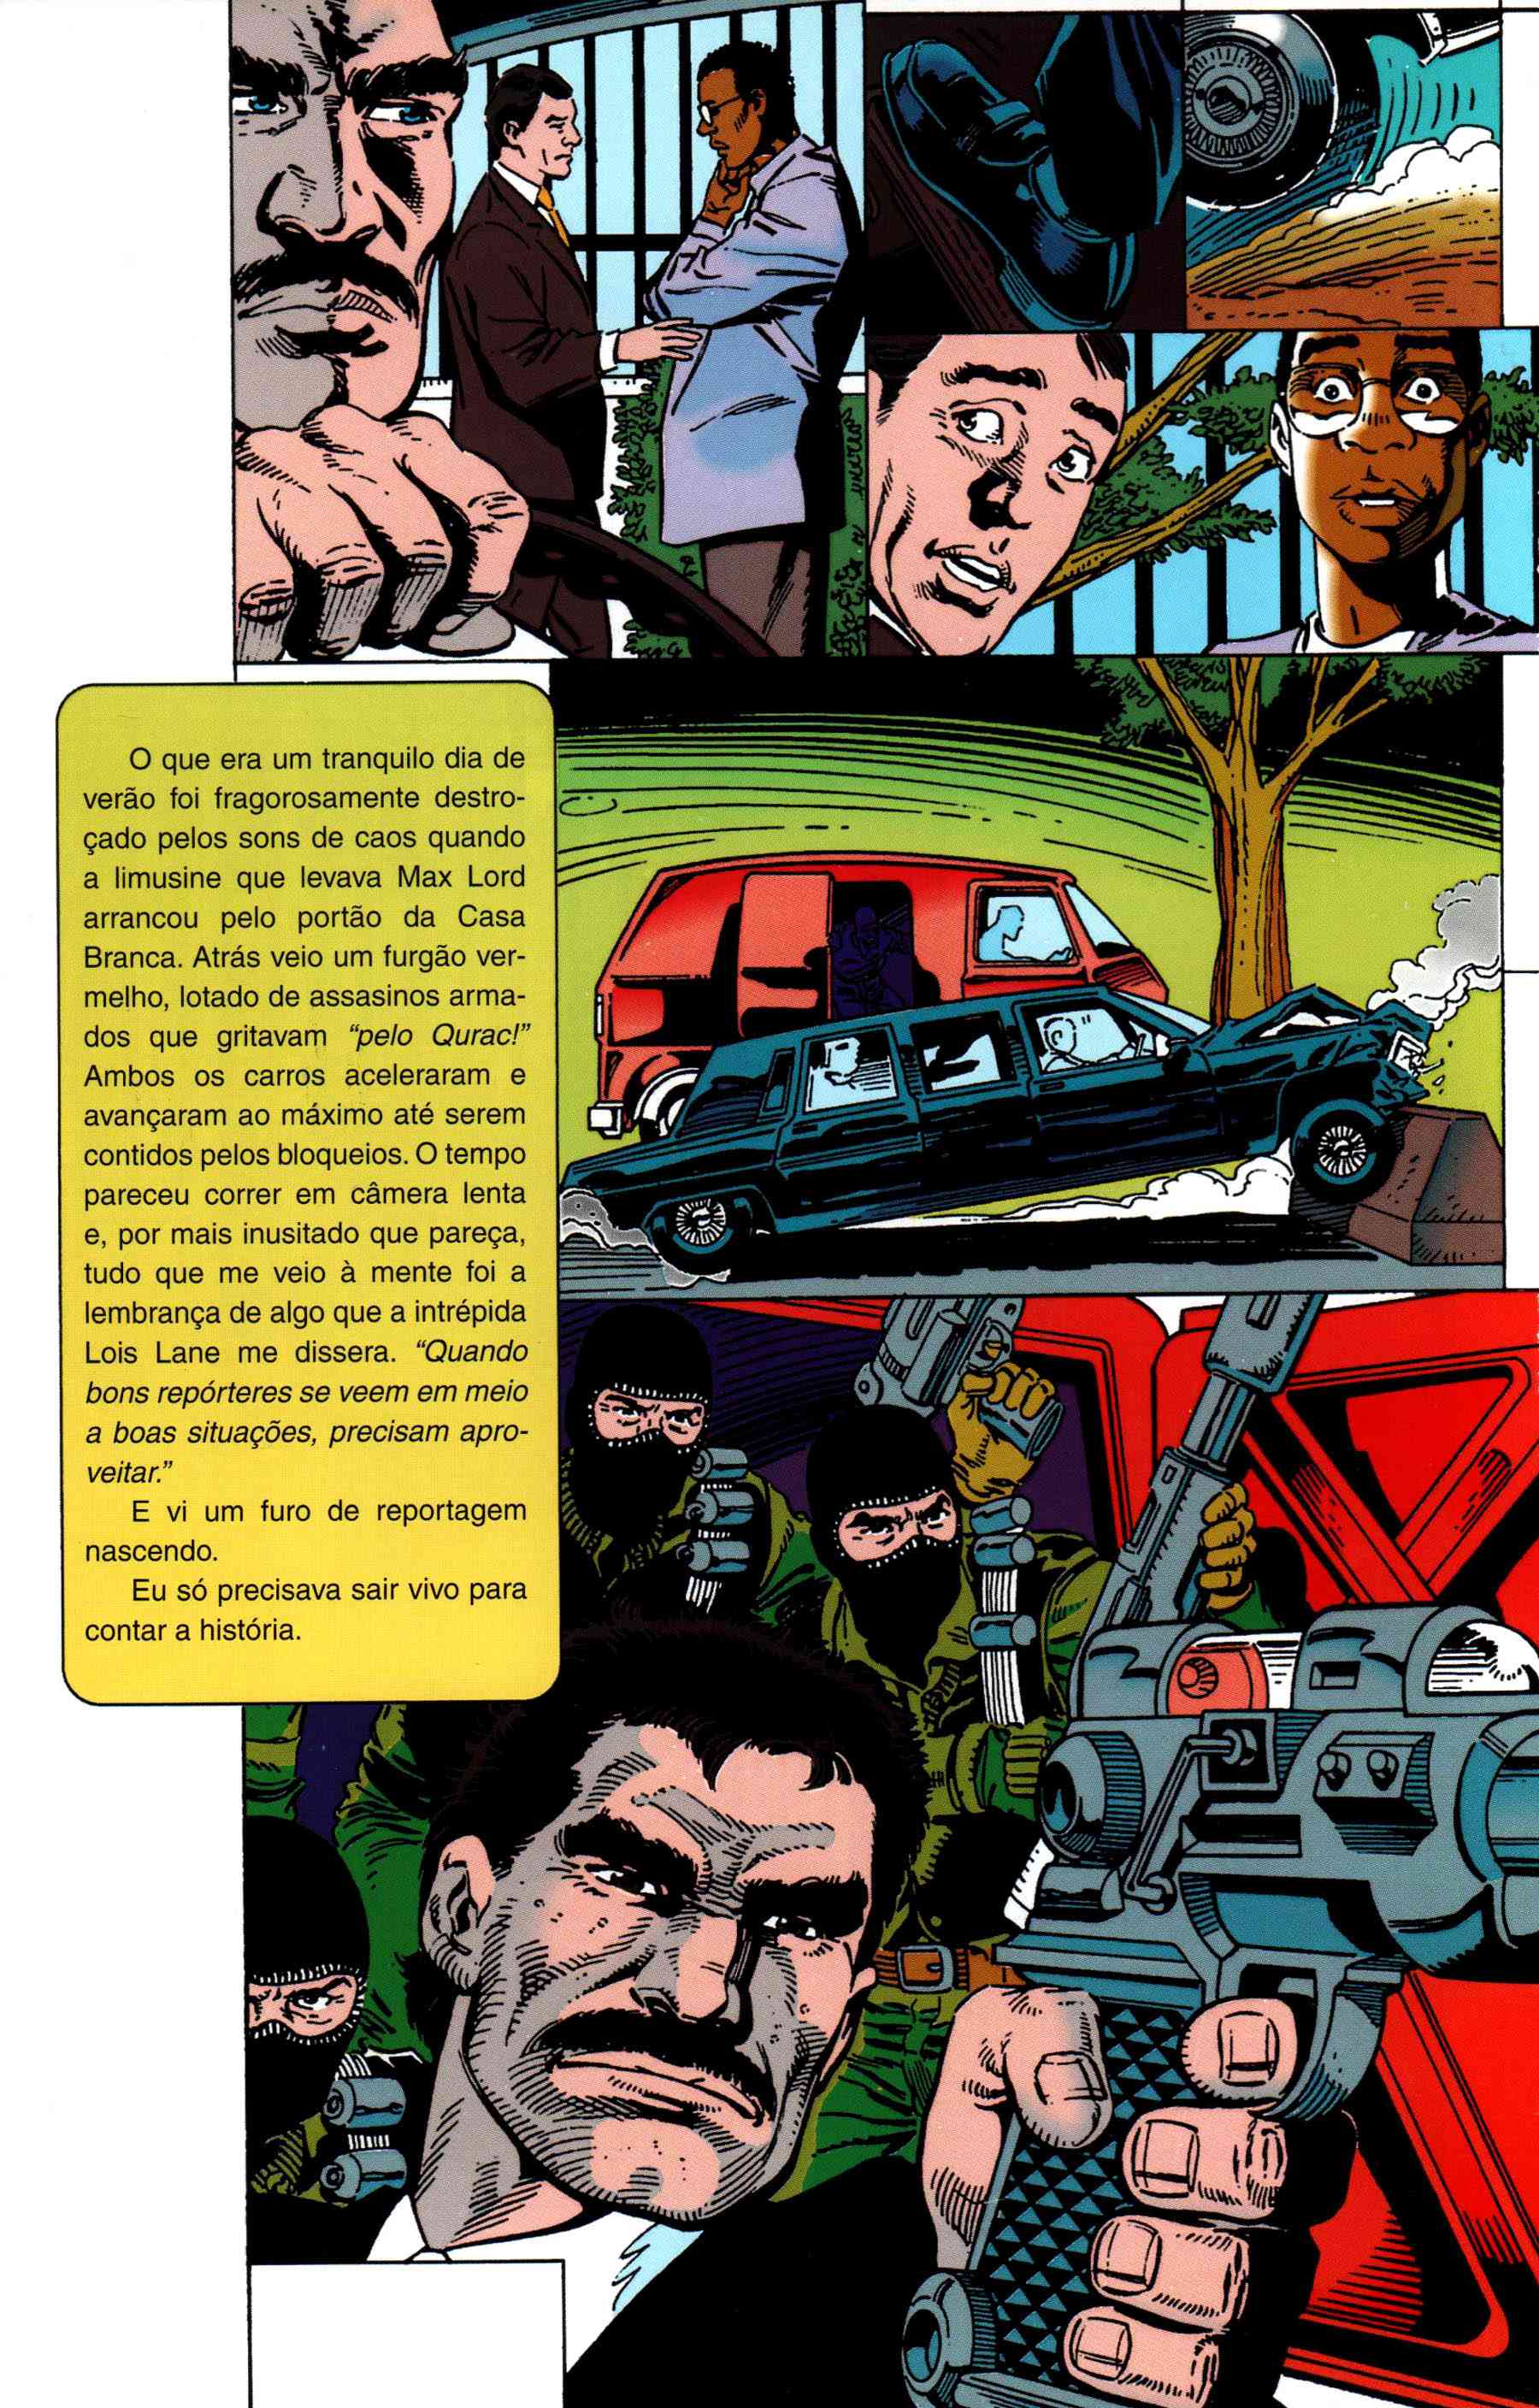 O que era um tranquilo dia de
verão foi fragorosamente destro-
çado pelos sons de caos quando
a limusine que levava Max Lord
arrancou pelo portão da Casa
Branca. Atrás veio um furgão ver-
melho, lotado de assasinos arma-
dos que gritavam “pelo Qurac!”
Ambos os carros aceleraram e
avançaram ao máximo até serem
contidos pelos bloqueios. O tempo
pareceu correr em câmera lenta
e, por mais inusitado que pareça,
tudo que me veio à mente foi a
lembrança de algo que a intrépida
Lois Lane me dissera. “Quando
bons repórteres se veem em meio
a boas situações, precisam apro-
veitar.”
E vi um furo de reportagem
nascendo.
Eu só precisava sair vivo para
contar a história.